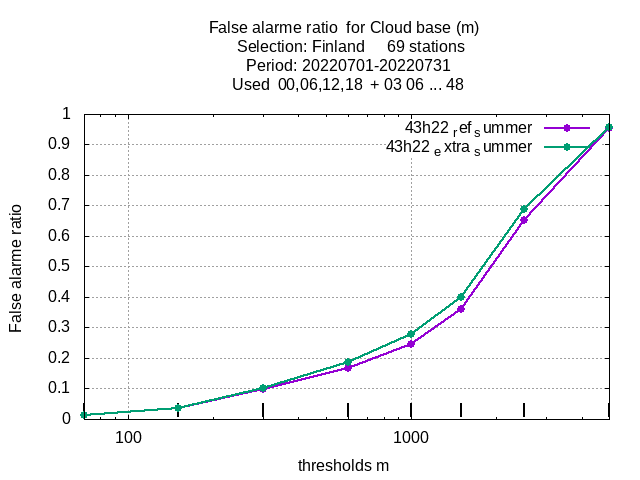 False alarme ratio  for Cloud base (m)
Selection: Finland     69 stations
Period: 20220701-20220731
Used  00,06,12,18  + 03 06 ... 48
43h22 ref summer
43h22 extra summer
1
0.9
0.8
0.7
0.6
0.5
0.4
0.3
0.2
0.1
0
False alarme ratio
100
1000
thresholds m